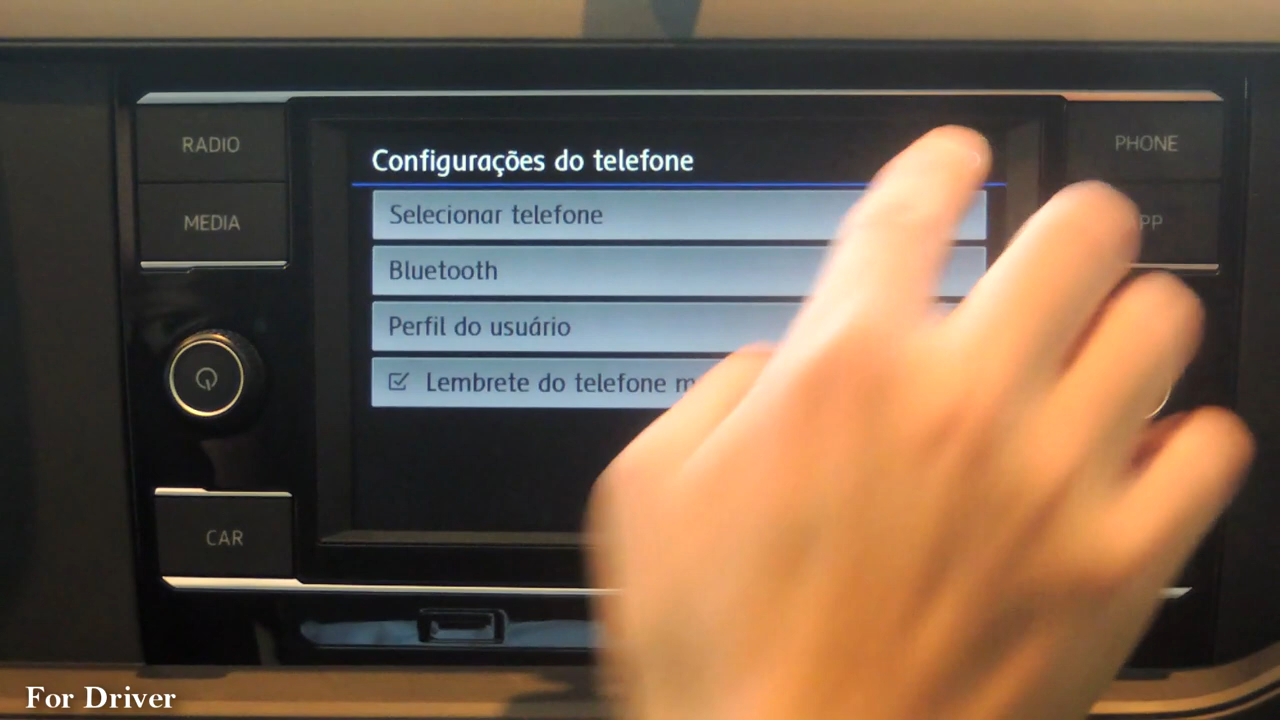 RADIO
MEDIA
CAR
Configurações do telefone
Selecionar telefone
Bluetooth
Perfil do usuário
Lembrete do telefone
PHONE
For Driver